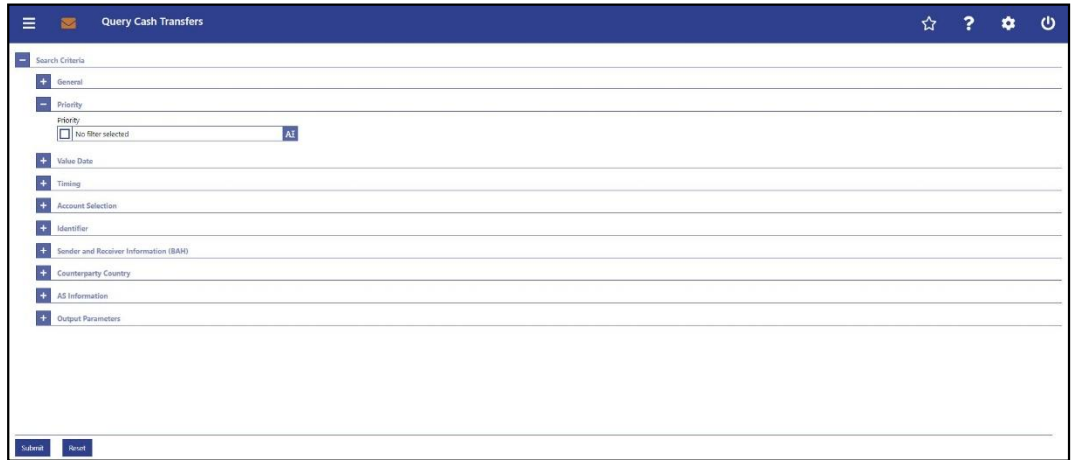 Query Cash Transfers
?
Search Criteria
General
Priority
Priority
No filter selected
Value Date
Timing
Account Selection
Identifier
Sender and Receiver Information (BAH)
Counterparty Country
AS Information
Output Parameters
Submit Reset